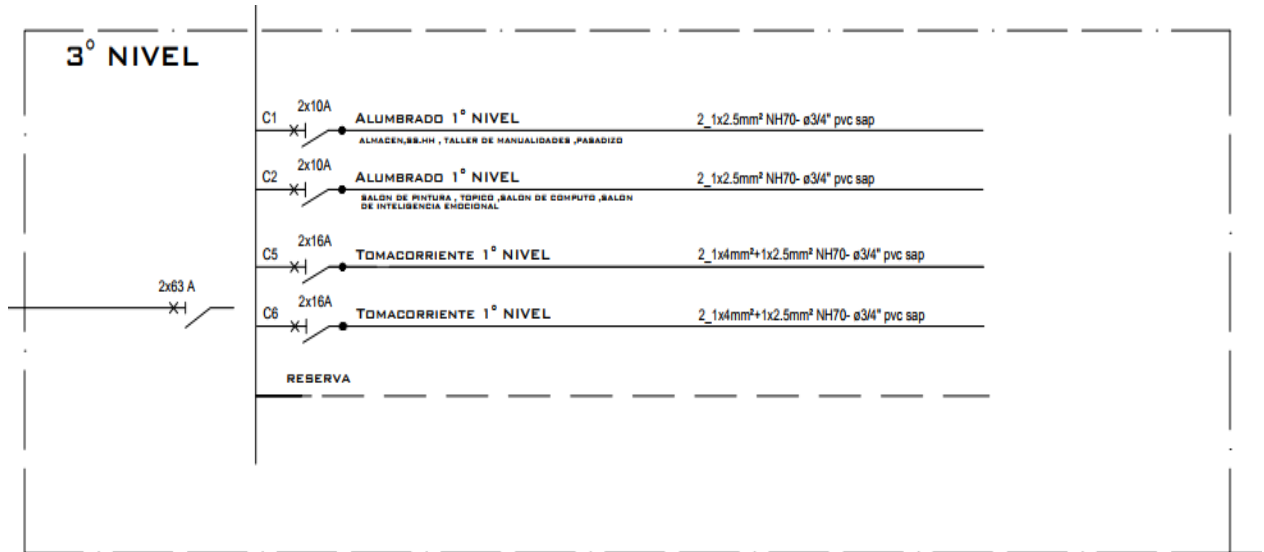 3° NIVEL
C1 2x10A ALUMBRADO 1° NIVEL 2_1x2.5mm² NH70- ø3/4" pvc sap
ALMACEN,SS.HH , TALLER DE MANUALIDADES ,PASADIZO
C2 2x10A ALUMBRADO 1° NIVEL 2_1x2.5mm² NH70- ø3/4" pvc sap
SALON DE PINTURA , TOPICO ,SALON DE COMPUTO ,SALON
DE INTELIGENCIA EMOCIONAL
C5 2x16A TOMACORRIENTE 1° NIVEL 2_1x4mm²+1x2.5mm² NH70- ø3/4" pvc sap
2x63 A
C6 2x16A TOMACORRIENTE 1° NIVEL 2_1x4mm²+1x2.5mm² NH70- ø3/4" pvc sap
RESERVA